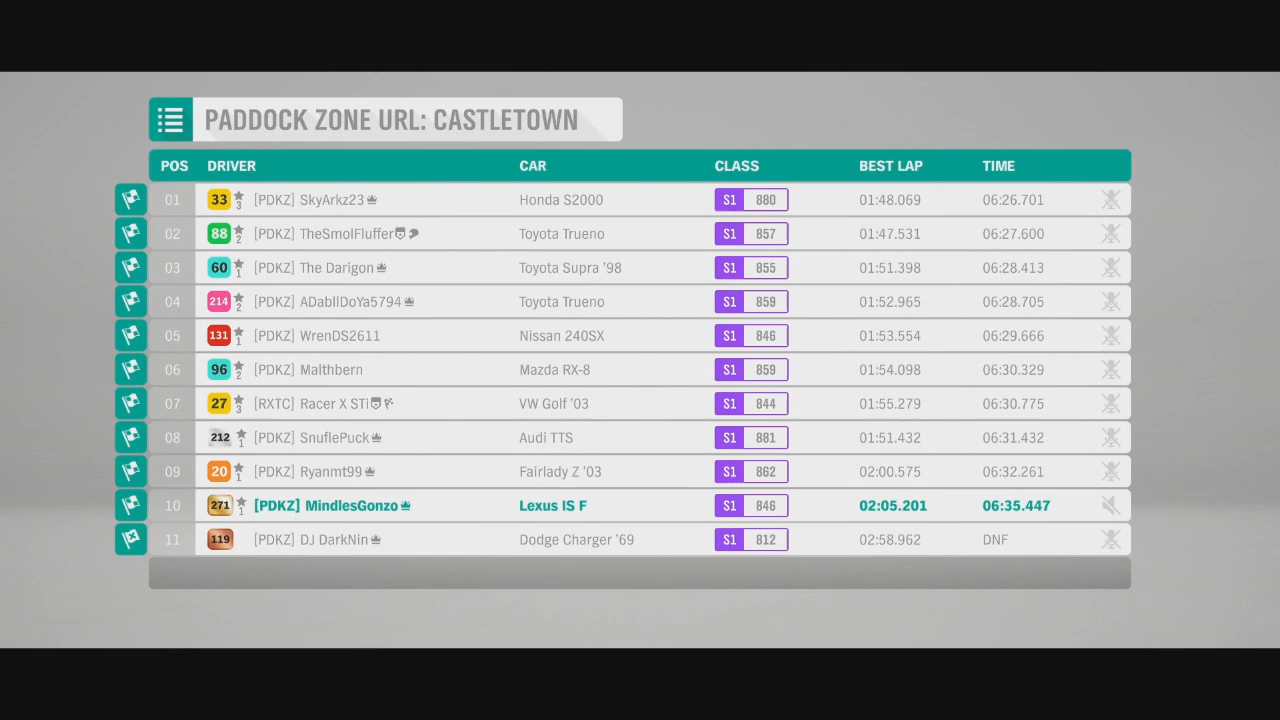 PADDOCK ZONE URL: CASTLETOWN
POS DRIVER CAR CLASS BEST LAP TIME
01 33 3 [PDKZ] SkyArkz23 Honda S2000 S1 880 01:48.069 06:26.701
02 88 2 [PDKZ] TheSmolFluffer Toyota Trueno S1 857 01:47.531 06:27.600
03 60 1 [PDKZ] The Darigon Toyota Supra '98 S1 855 01:51.398 06:28.413
04 214 2 [PDKZ] ADabllDoYa5794 Toyota Trueno S1 859 01:52.965 06:28.705
05 131 1 [PDKZ] WrenDS2611 Nissan 240SX S1 846 01:53.554 06:29.666
06 96 2 [PDKZ] Malthbern Mazda RX-8 S1 859 01:54.098 06:30.329
07 27 3 [RXTC] Racer X STi VW Golf '03 S1 844 01:55.279 06:30.775
08 212 1 [PDKZ] SnuflePuck Audi TTS S1 881 01:51.432 06:31.432
09 20 1 [PDKZ] Ryanmt99 Fairlady Z '03 S1 862 02:00.575 06:32.261
10 271 1 [PDKZ] MindlesGonzo Lexus IS F S1 846 02:05.201 06:35.447
11 119 [PDKZ] DJ DarkNin Dodge Charger '69 S1 812 02:58.962 DNF